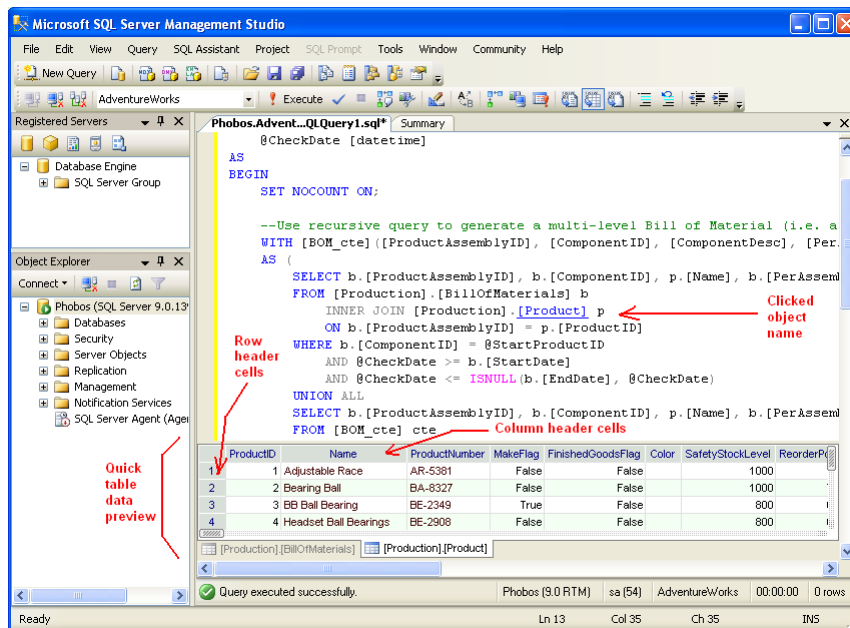 Microsoft SQL Server Management Studio
File Edit View Query SQL Assistant Project SQL Prompt Tools Window Community Help
New Query
AdventureWorks Execute
Registered Servers
Database Engine
SQL Server Group
Object Explorer
Connect
Phobos (SQL Server 9.0.13
Databases
Security
Server Objects
Replication
Management
Notification Services
SQL Server Agent (Age
Phobos.Advent...QLQuery1.sql* Summary
@CheckDate [datetime]
AS
BEGIN
SET NOCOUNT ON;
--Use recursive query to generate a multi-level Bill of Material (i.e. a
WITH [BOM_cte]([ProductAssemblyID], [ComponentID], [ComponentDesc], [Per
AS (
SELECT b.[ProductAssemblyID], b.[ComponentID], p.[Name], b.[PerAssem
FROM [Production].[BillOfMaterials] b
INNER JOIN [Production].[Product] p
ON b.[ProductAssemblyID] = p.[ProductID]
WHERE b.[ComponentID] = @StartProductID
AND @CheckDate >= b.[StartDate]
AND @CheckDate <= ISNULL(b.[EndDate], @CheckDate)
UNION ALL
SELECT b.[ProductAssemblyID], b.[ComponentID], p.[Name], b.[PerAssem
FROM [BOM_cte] cte
Clicked
object
name
Row
header
cells
Column header cells
Quick
table
data
preview
ProductID Name ProductNumber MakeFlag FinishedGoodsFlag Color SafetyStockLevel ReorderPo
1 1 Adjustable Race AR-5381 False False 1000
2 2 Bearing Ball BA-8327 False False 1000
3 3 BB Ball Bearing BE-2349 True False 800
4 4 Headset Ball Bearings BE-2908 False False 800
[Production].[BillOfMaterials] [Production].[Product]
Query executed successfully. Phobos (9.0 RTM) sa (54) AdventureWorks 00:00:00 0 rows
Ready Ln 13 Col 35 Ch 35 INS